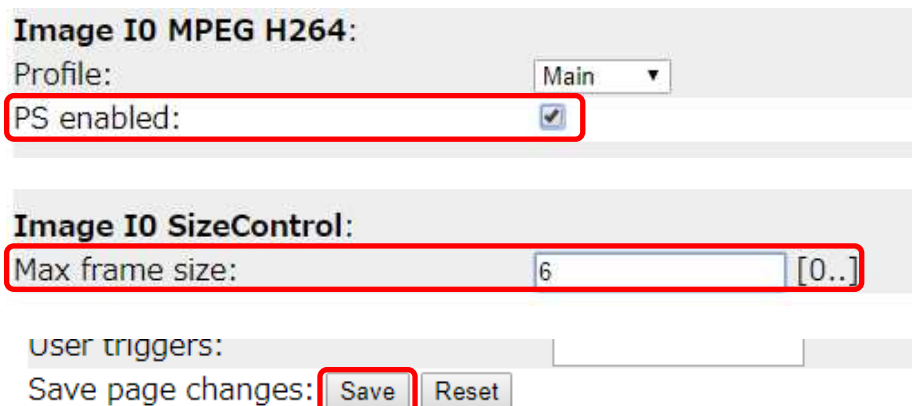 Image I0 MPEG H264:
Profile: Main ▼
PS enabled:
Image I0 SizeControl:
Max frame size: 6 [0..]
User triggers:
Save page changes: Save Reset